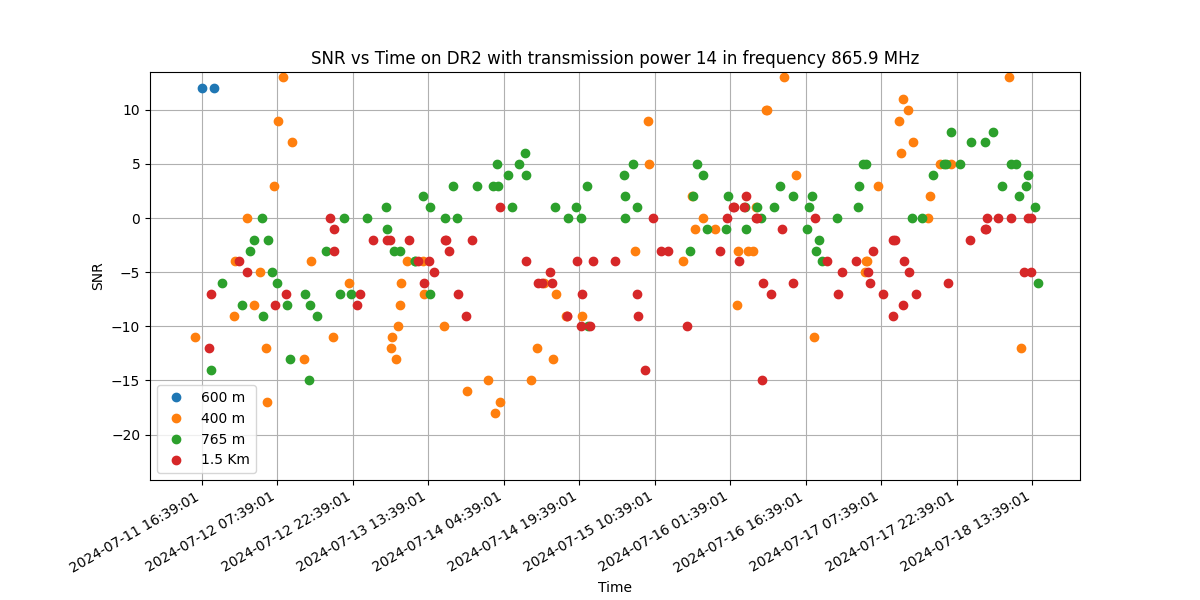 SNR vs Time on DR2 with transmission power 14 in frequency 865.9 MHz
10
5
0
−5
−10
−15
−20
SNR
600 m
400 m
765 m
1.5 Km
2024-07-11 16:39:01
2024-07-12 07:39:01
2024-07-12 22:39:01
2024-07-13 13:39:01
2024-07-14 04:39:01
2024-07-14 19:39:01
2024-07-15 10:39:01
2024-07-16 01:39:01
2024-07-16 16:39:01
2024-07-17 07:39:01
2024-07-17 22:39:01
2024-07-18 13:39:01
Time